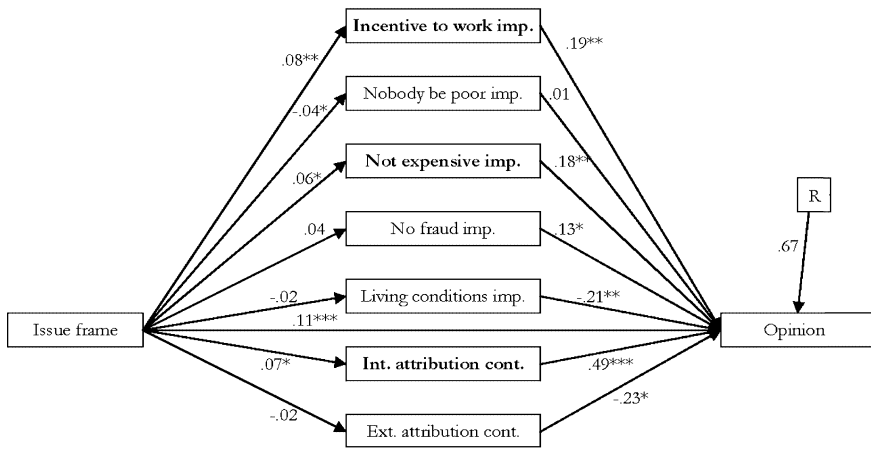 Incentive to work imp.
.08**
.19**
Nobody be poor imp.
-.04*
.01
Not expensive imp.
.06*
.18**
R
No fraud imp.
.04
.13*
.67
Living conditions imp.
-.02
-.21**
Issue frame
.11***
Opinion
Int. attribution cont.
.07*
.49***
-.23*
-.02
Ext. attribution cont.